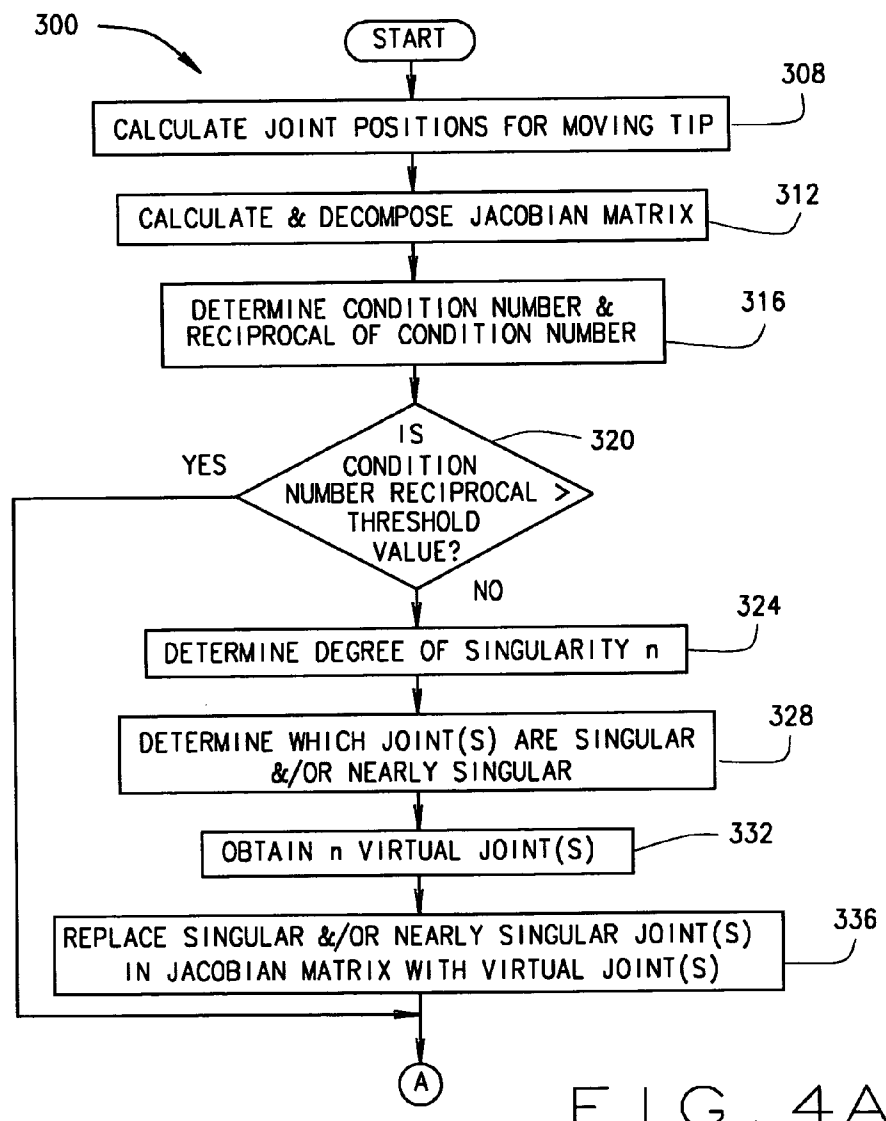 300
START
308
CALCULATE JOINT POSITIONS FOR MOVING TIP
312
CALCULATE & DECOMPOSE JACOBIAN MATRIX
316
DETERMINE CONDITION NUMBER &
RECIPROCAL OF CONDITION NUMBER
320
YES
IS
CONDITION
NUMBER RECIPROCAL >
THRESHOLD
VALUE?
NO
324
DETERMINE DEGREE OF SINGULARITY n
328
DETERMINE WHICH JOINT(S) ARE SINGULAR
&/OR NEARLY SINGULAR
332
OBTAIN n VIRTUAL JOINT(S)
336
REPLACE SINGULAR &/OR NEARLY SINGULAR JOINT(S)
IN JACOBIAN MATRIX WITH VIRTUAL JOINT(S)
A
FIG. 4A